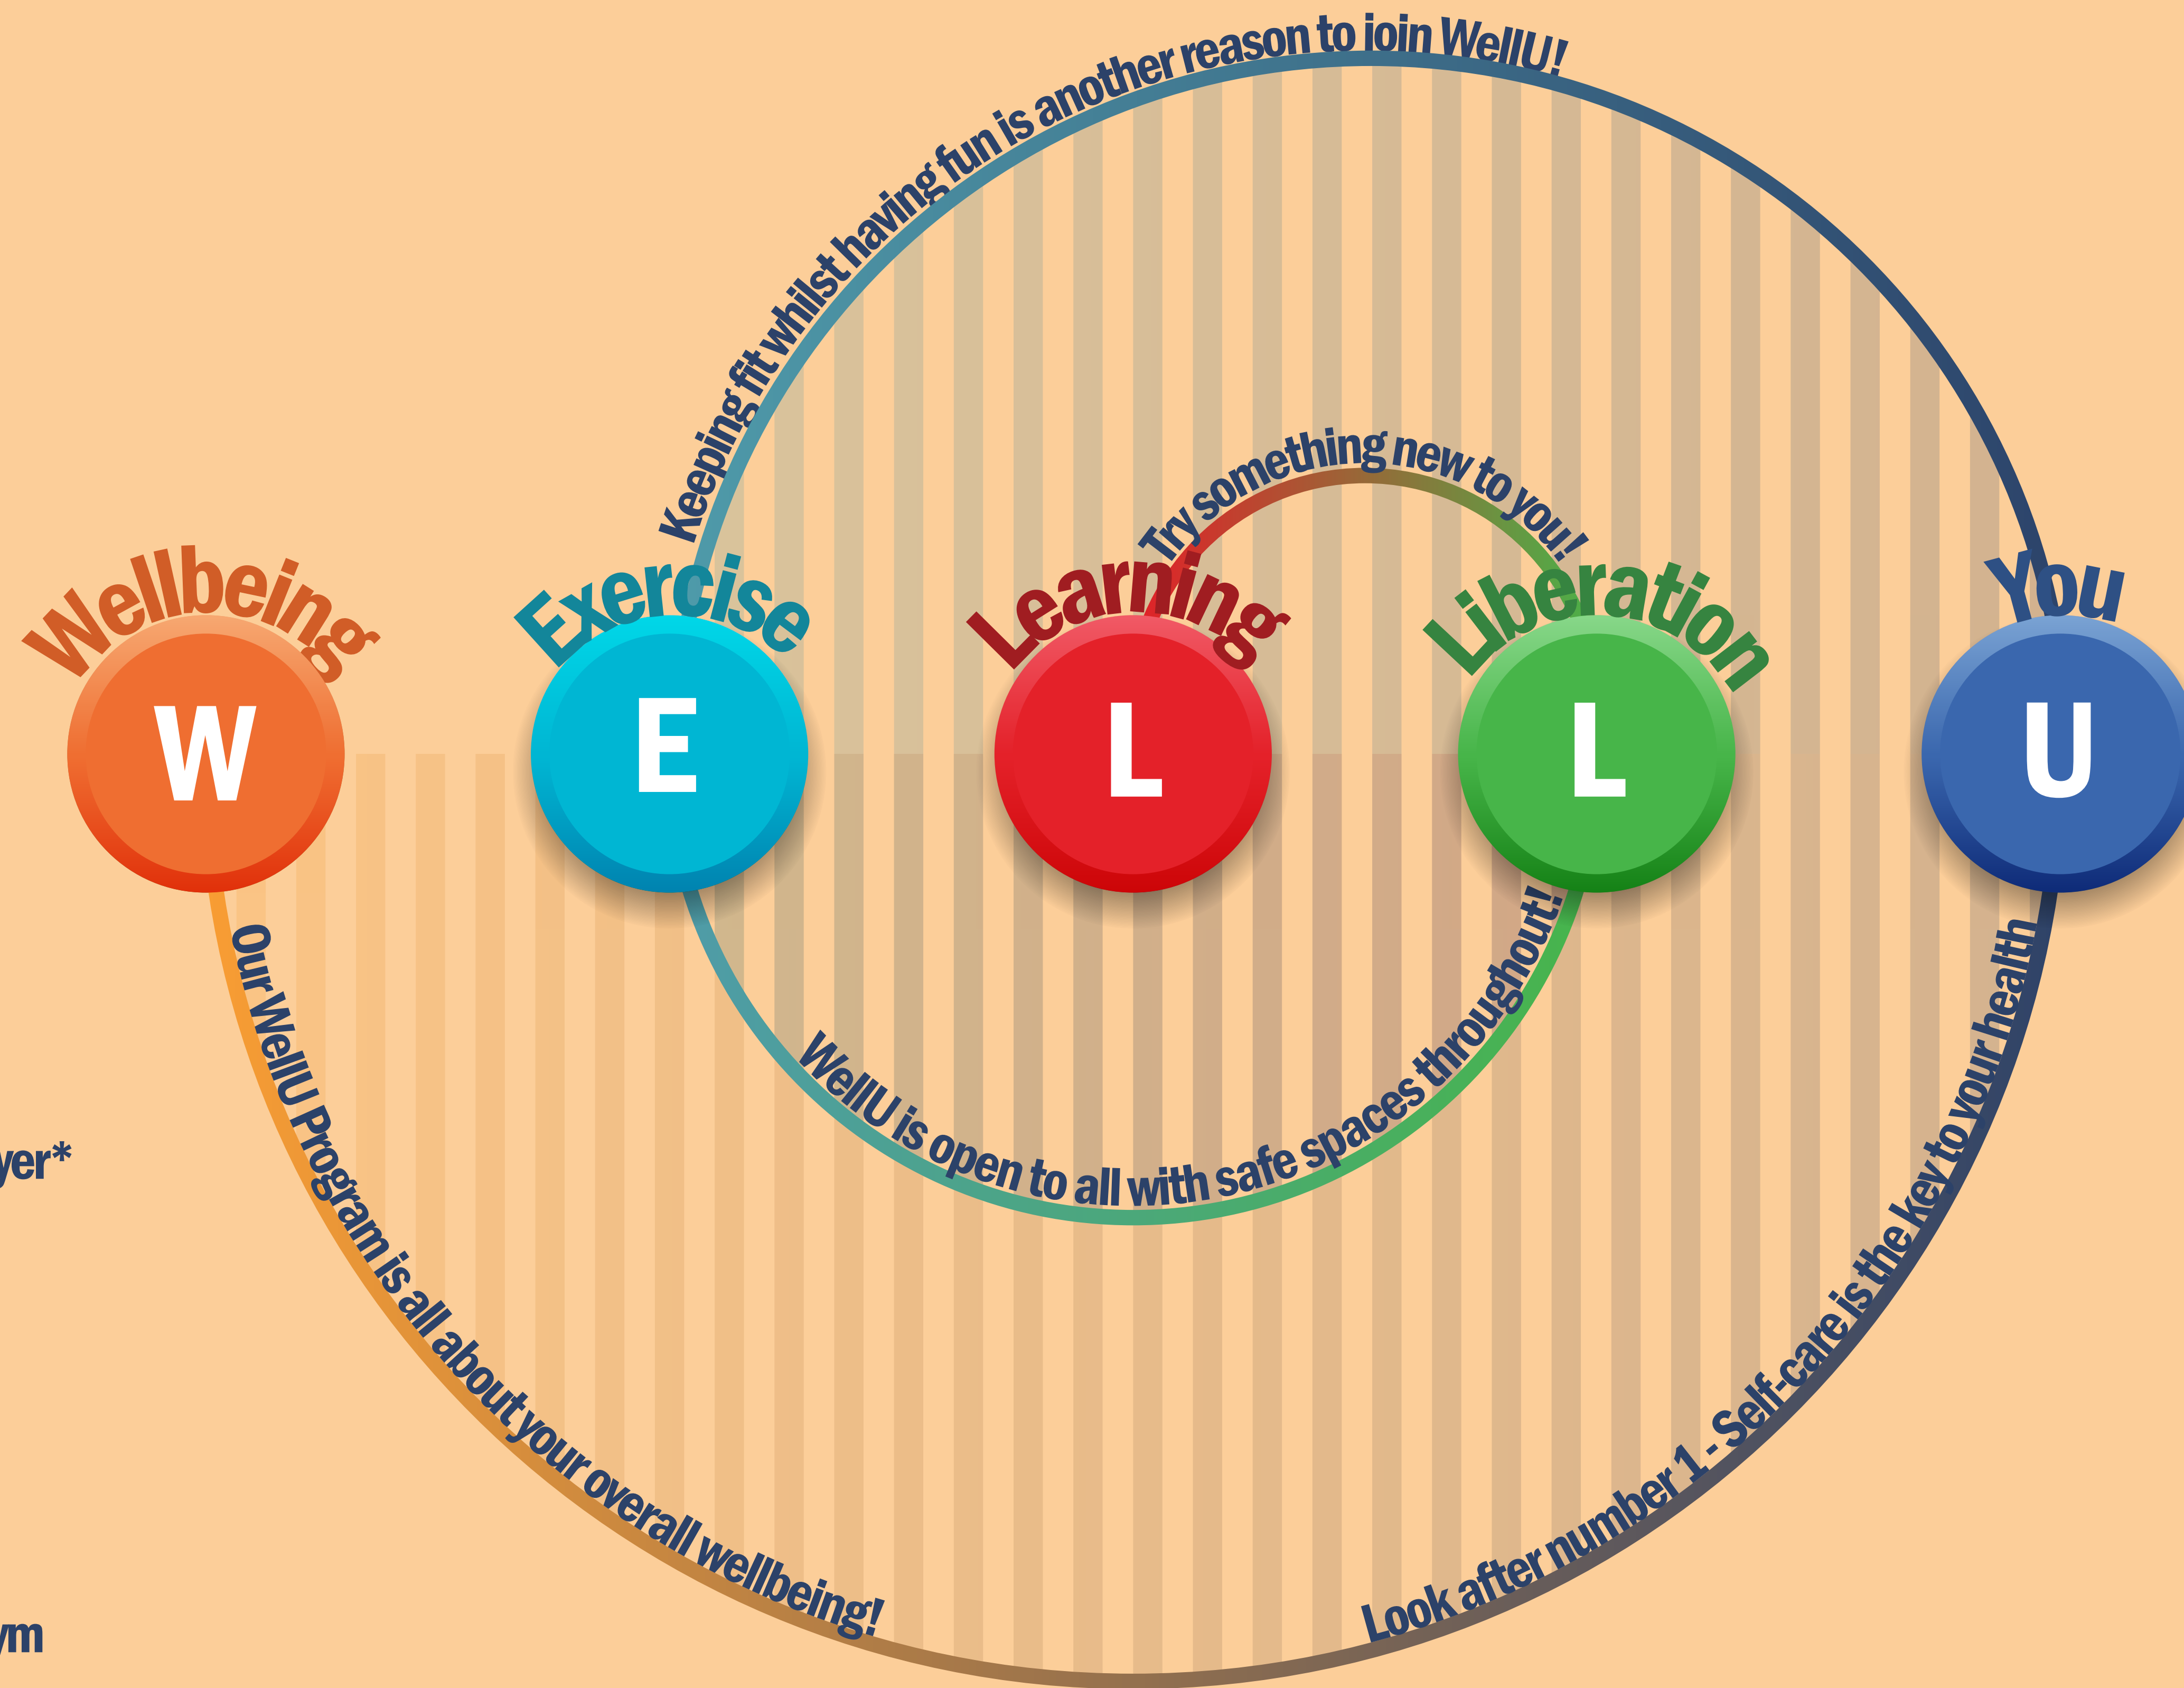 Keeping fit whilst having fun is another reason to join WellU!
Try something new to you!!
Wellbeing
Exercise
Learning
Liberation
You
W
E
L
L
U
Our WellU Program is all about your overall wellbeing!
WellU is open to all with safe spaces throughout!
Look after number 1 - Self-care is the key to your health
yer*
ym